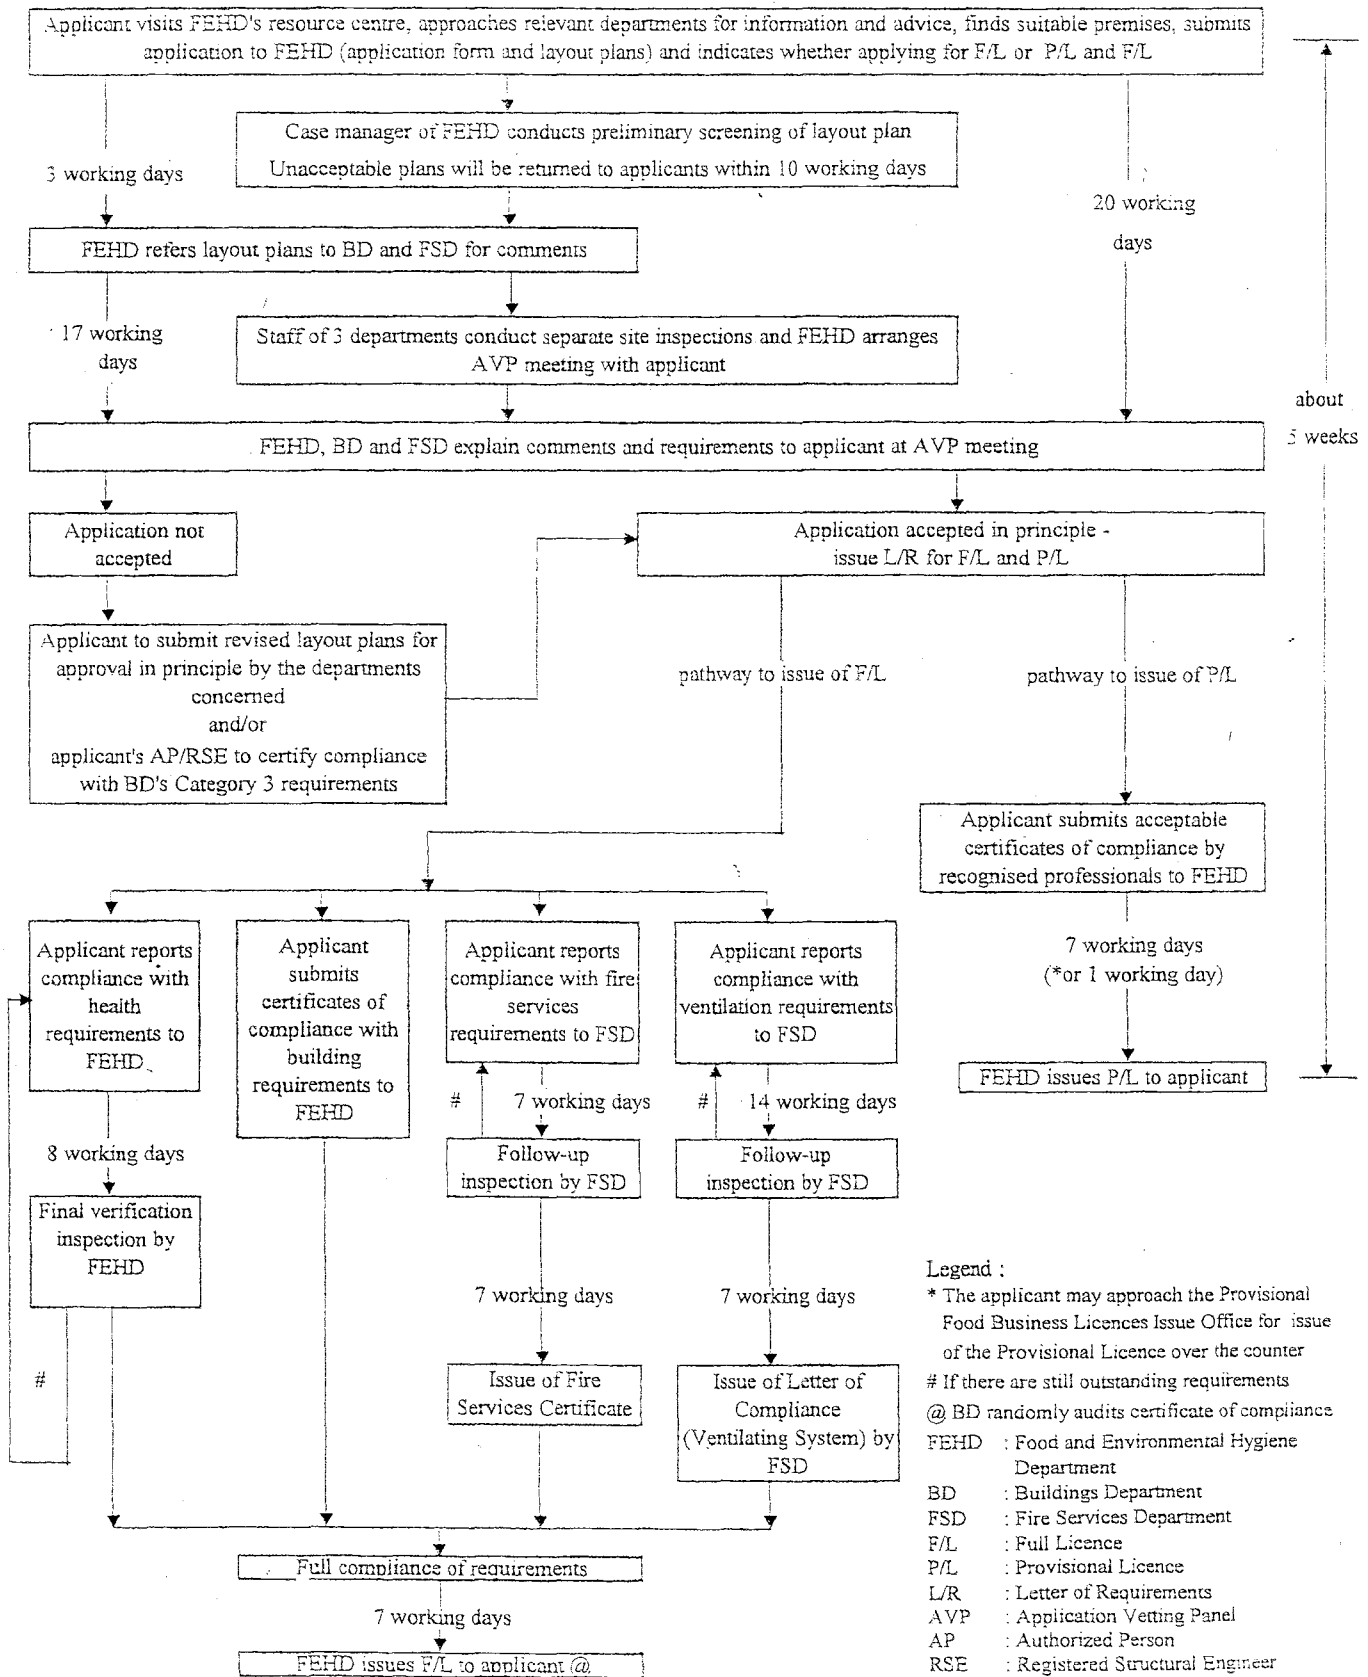 Applicant visits FEHD's resource centre, approaches relevant departments for information and advice, finds suitable premises, submits
application to FEHD (application form and layout plans) and indicates whether applying for F/L or P/L and F/L
Case manager of FEHD conducts preliminary screening of layout plan
Unacceptable plans will be returned to applicants within 10 working days
3 working days
20 working
days
FEHD refers layout plans to BD and FSD for comments
17 working
days
Staff of 3 departments conduct separate site inspections and FEHD arranges
AVP meeting with applicant
about
5 weeks
FEHD, BD and FSD explain comments and requirements to applicant at AVP meeting
Application not
accepted
Application accepted in principle -
issue L/R for F/L and P/L
Applicant to submit revised layout plans for
approval in principle by the departments
concerned
and/or
applicant's AP/RSE to certify compliance
with BD's Category 3 requirements
pathway to issue of F/L
pathway to issue of P/L
Applicant submits acceptable
certificates of compliance by
recognised professionals to FEHD
7 working days
(*or 1 working day)
FEHD issues P/L to applicant
Applicant reports
compliance with
health
requirements to
FEHD
Applicant
submits
certificates of
compliance with
building
requirements to
FEHD
Applicant reports
compliance with fire
services
requirements to FSD
Applicant reports
compliance with
ventilation requirements
to FSD
#
7 working days
#
14 working days
8 working days
Follow-up
inspection by FSD
Follow-up
inspection by FSD
Final verification
inspection by
FEHD
7 working days
7 working days
#
Issue of Fire
Services Certificate
Issue of Letter of
Compliance
(Ventilating System) by
FSD
Full compliance of requirements
7 working days
FEHD issues F/L to applicant @
Legend :
* The applicant may approach the Provisional
Food Business Licences Issue Office for issue
of the Provisional Licence over the counter
# If there are still outstanding requirements
@ BD randomly audits certificate of compliance
FEHD : Food and Environmental Hygiene
Department
BD : Buildings Department
FSD : Fire Services Department
F/L : Full Licence
P/L : Provisional Licence
L/R : Letter of Requirements
AVP : Application Vetting Panel
AP : Authorized Person
RSE : Registered Structural Engineer